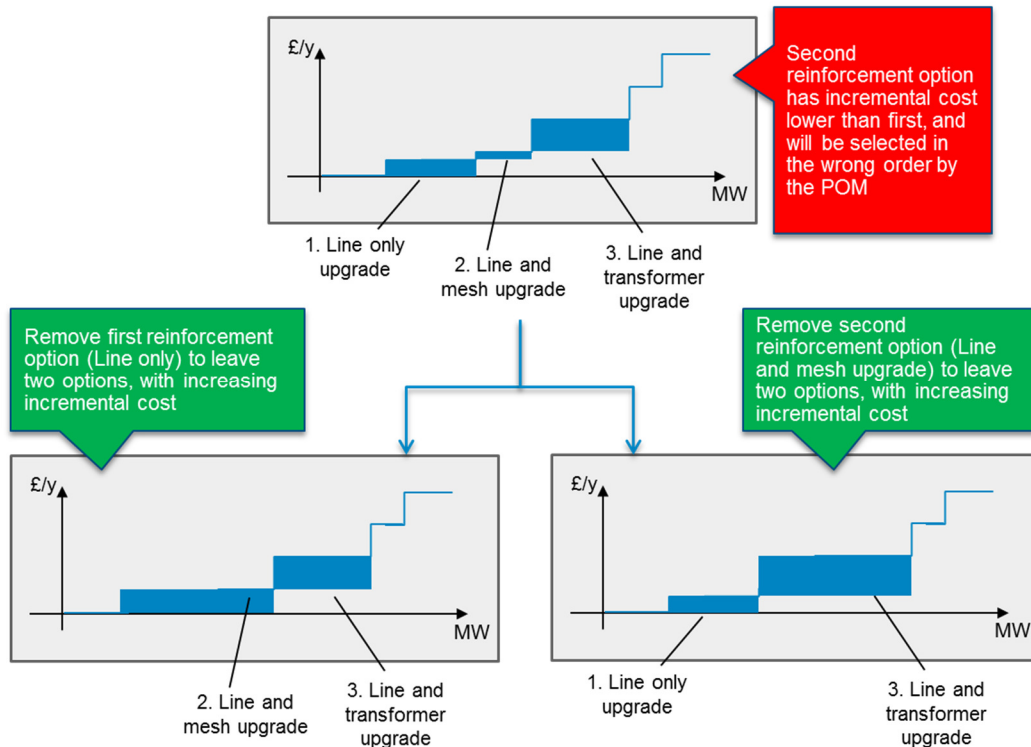 £/y
MW
Second
reinforcement option
has incremental cost
lower than first, and
will be selected in
the wrong order by
the POM
1. Line only
upgrade
2. Line and
mesh upgrade
3. Line and
transformer
upgrade
Remove first reinforcement
option (Line only) to leave
two options, with increasing
incremental cost
Remove second
reinforcement option (Line
and mesh upgrade) to leave
two options, with increasing
incremental cost
£/y
MW
2. Line and
mesh upgrade
3. Line and
transformer
upgrade
£/y
MW
1. Line only
upgrade
3. Line and
transformer
upgrade